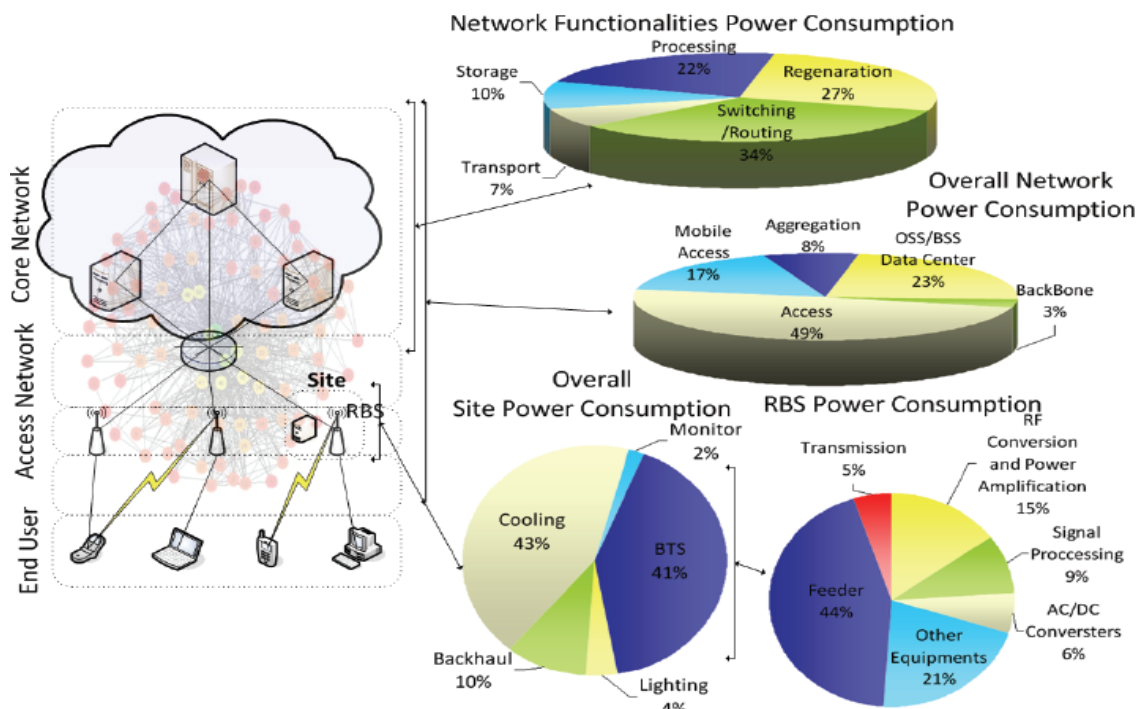 Network Functionalities Power Consumption
Processing
22%
Storage
10%
Regenaration
27%
Switching
/Routing
34%
Transport
7%
Overall Network
Power Consumption
Mobile
Access
17%
Aggregation
8%
OSS/BSS
Data Center
23%
BackBone
3%
Access
49%
Core Network
Access Network
End User
Site
RBS
Overall
Site Power Consumption
Monitor
2%
Cooling
43%
BTS
41%
Backhaul
10%
Lighting
4%
RBS Power Consumption
Transmission
5%
RF
Conversion
and Power
Amplification
15%
Signal
Proccessing
9%
Feeder
44%
AC/DC
Conversters
6%
Other
Equipments
21%